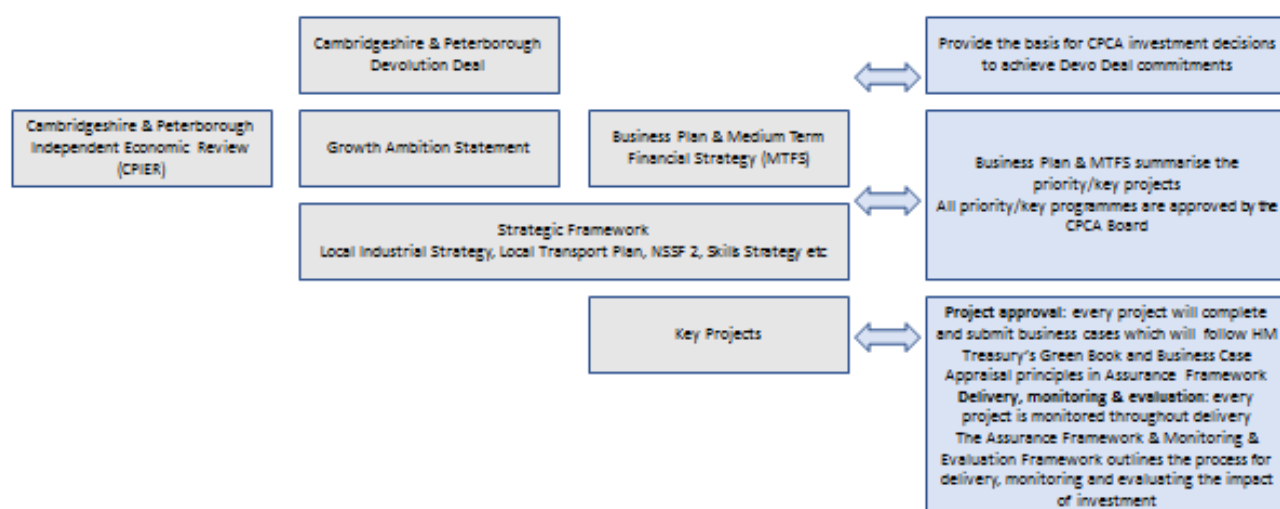 Cambridgeshire & Peterborough
Devolution Deal
Provide the basis for CPCA investment decisions
to achieve Devo Deal commitments
Cambridgeshire & Peterborough
Independent Economic Review
(CPIER)
Growth Ambition Statement
Business Plan & Medium Term
Financial Strategy (MTFS)
Business Plan & MTFS summarise the
priority/key projects
All priority/key programmes are approved by the
CPCA Board
Strategic Framework
Local Industrial Strategy, Local Transport Plan, NSSF 2, Skills Strategy etc
Key Projects
Project approval: every project will complete
and submit business cases which will follow HM
Treasury's Green Book and Business Case
Appraisal principles in Assurance Framework
Delivery, monitoring & evaluation: every
project is monitored throughout delivery
The Assurance Framework & Monitoring &
Evaluation Framework outlines the process for
delivery, monitoring and evaluating the impact
of investment